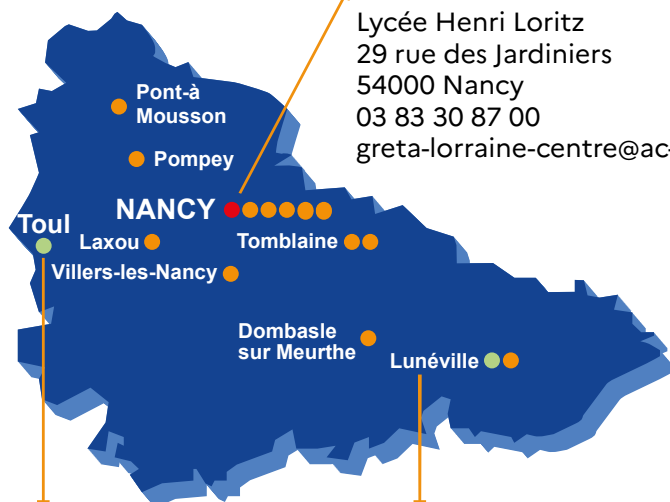 Lycée Henri Loritz
29 rue des Jardiniers
54000 Nancy
03 83 30 87 00
greta-lorraine-centre@ac-
Pont-à
Mousson
Pompey
NANCY
Toul
Laxou
Tomblaine
Villers-les-Nancy
Dombasle
sur Meurthe
Lunéville